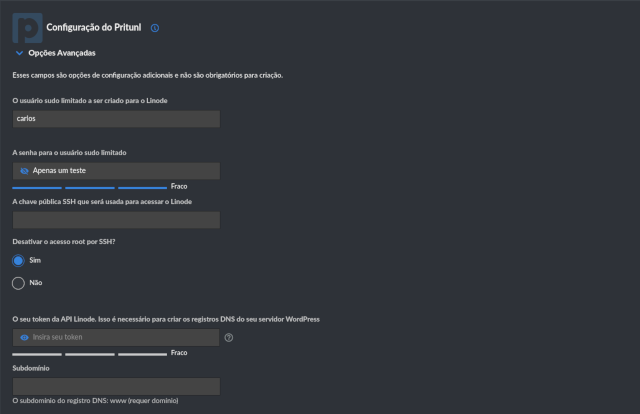 Configuração do Pritunl
Opções Avançadas
Esses campos são opções de configuração adicionais e não são obrigatórios para criação.
O usuário sudo limitado a ser criado para o Linode
carlos
A senha para o usuário sudo limitado
Apenas um teste
Fraco
A chave pública SSH que será usada para acessar o Linode
Desativar o acesso root por SSH?
Sim
Não
O seu token da API Linode. Isso é necessário para criar os registros DNS do seu servidor WordPress
Insira seu token
Fraco
Subdomínio
O subdomínio do registro DNS: www (requer domínio)